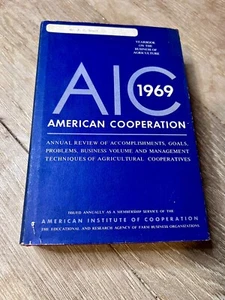 YEARBOOK
ON THE
BUSINESS OF
AGRICULTURE
AIC
1969
AMERICAN COOPERATION
ANNUAL REVIEW OF ACCOMPLISHMENTS, GOALS,
PROBLEMS, BUSINESS VOLUME AND MANAGEMENT
TECHNIQUES OF AGRICULTURAL COOPERATIVES
ISSUED ANNUALLY AS A MEMBERSHIP SERVICE OF THE
AMERICAN INSTITUTE OF COOPERATION
THE EDUCATIONAL AND RESEARCH AGENCY OF FARM BUSINESS ORGANIZATIONS